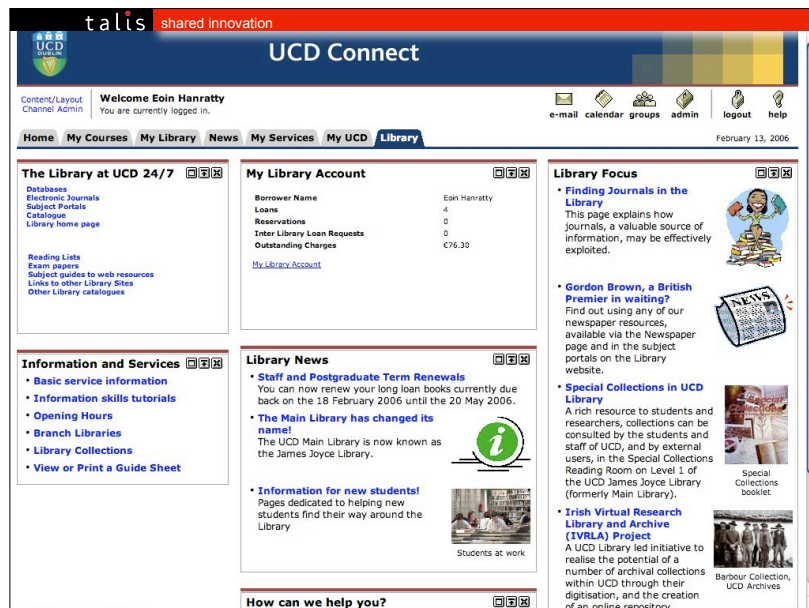 talis shared innovation
UCD
DUBLIN
UCD Connect
Content/Layout
Channel Admin
Welcome Eoin Hanratty
You are currently logged in.
e-mail calendar groups admin logout help
Home My Courses My Library News My Services My UCD Library
February 13, 2006
The Library at UCD 24/7
Databases
Electronic Journals
Subject Portals
Catalogue
Library home page
Reading Lists
Exam papers
Subject guides to web resources
Links to other Library Sites
Other Library catalogues
Information and Services
• Basic service information
• Information skills tutorials
• Opening Hours
• Branch Libraries
• Library Collections
• View or Print a Guide Sheet
My Library Account
Borrower Name Eoin Hanratty
Loans 4
Reservations 0
Inter Library Loan Requests 0
Outstanding Charges €76.30
My Library Account
Library News
• Staff and Postgraduate Term Renewals
You can now renew your long loan books currently due
back on the 18 February 2006 until the 20 May 2006.
• The Main Library has changed its
name!
The UCD Main Library is now known as
the James Joyce Library.
• Information for new students!
Pages dedicated to helping new
students find their way around the
Library
Students at work
How can we help you?
Library Focus
• Finding Journals in the
Library
This page explains how
journals, a valuable source of
information, may be effectively
exploited.
• Gordon Brown, a British
Premier in waiting?
Find out using any of our
newspaper resources,
available via the Newspaper
page and in the subject
portals on the Library
website.
NEWS
• Special Collections in UCD
Library
A rich resource to students and
researchers, collections can be
consulted by the students and
staff of UCD, and by external
users, in the Special Collections
Reading Room on Level 1 of
the UCD James Joyce Library
(formerly Main Library).
Special
Collections
Special
Collections
booklet
• Irish Virtual Research
Library and Archive
(IVRLA) Project
A UCD Library led initiative to
realise the potential of a
number of archival collections
within UCD through their
digitisation, and the creation
of an online repository
Barbour Collection,
UCD Archives